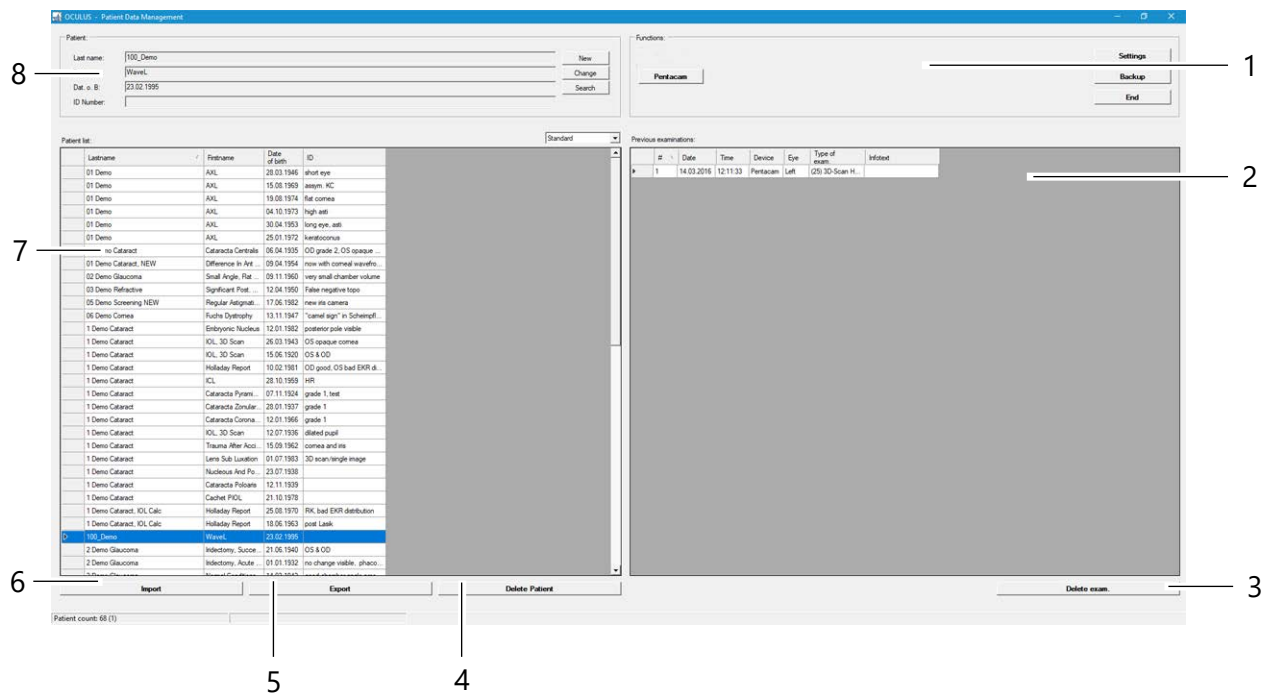 OCULUS - Patient Data Management
Patient:
Last name: 100_Demo New
WaveL Change
Dat. o. B: 23.02.1995 Search
ID Number:
Functions:
Pentacam
Settings
Backup
End
1
8
Patient list: Standard
Lastname Firstname Date of birth ID
01 Demo AXL 28.03.1946 short eye
01 Demo AXL 15.08.1969 assym. KC
01 Demo AXL 19.08.1974 flat cornea
01 Demo AXL 04.10.1973 high asti
01 Demo AXL 30.04.1953 long eye, asti
01 Demo AXL 25.01.1972 keratoconus
7
no Cataract Cataracta Centralis 06.04.1935 OD grade 2, OS opaque ...
01 Demo Cataract, NEW Difference In Ant ... 09.04.1954 now with corneal wavefro...
02 Demo Glaucoma Small Angle, Flat ... 09.11.1960 very small chamber volume
03 Demo Refractive Signficant Post. ... 12.04.1950 False negative topo
05 Demo Screening NEW Regular Astigmati... 17.06.1982 new iris camera
06 Demo Cornea Fuchs Dystrophy 13.11.1947 "camel sign" in Scheimpfl...
1 Demo Cataract Embryonic Nucleus 12.01.1982 posterior pole visible
1 Demo Cataract IOL, 3D Scan 26.03.1943 OS opaque cornea
1 Demo Cataract IOL, 3D Scan 15.06.1920 OS & OD
1 Demo Cataract Holladay Report 10.02.1981 OD good, OS bad EKR di...
1 Demo Cataract ICL 28.10.1959 HR
1 Demo Cataract Cataracta Pyrami... 07.11.1924 grade 1, test
1 Demo Cataract Cataracta Zonular... 28.01.1937 grade 1
1 Demo Cataract Cataracta Corona... 12.01.1966 grade 1
1 Demo Cataract IOL, 3D Scan 12.07.1936 dilated pupil
1 Demo Cataract Trauma After Acci... 15.09.1962 cornea and iris
1 Demo Cataract Lens Sub Luxation 01.07.1983 3D scan/single image
1 Demo Cataract Nucleous And Po... 23.07.1938
1 Demo Cataract Cataracta Polcaris 12.11.1939
1 Demo Cataract Cachet PIOL 21.10.1978
1 Demo Cataract, IOL Calc Holladay Report 25.08.1970 RK, bad EKR distribution
1 Demo Cataract, IOL Calc Holladay Report 18.06.1963 post Lasik
100_Demo WaveL 23.02.1995
2 Demo Glaucoma Iridectomy, Succe... 21.06.1940 OS & OD
2 Demo Glaucoma Iridectomy, Acute ... 01.01.1932 no change visible, phaco...
Previous examinations:
# Date Time Device Eye Type of exam. Infotext
1 14.03.2016 12:11:33 Pentacam Left (25) 3D-Scan H...
2
6
Import Export Delete Patient Delete exam.
3
Patient count: 68 (1)
5 4